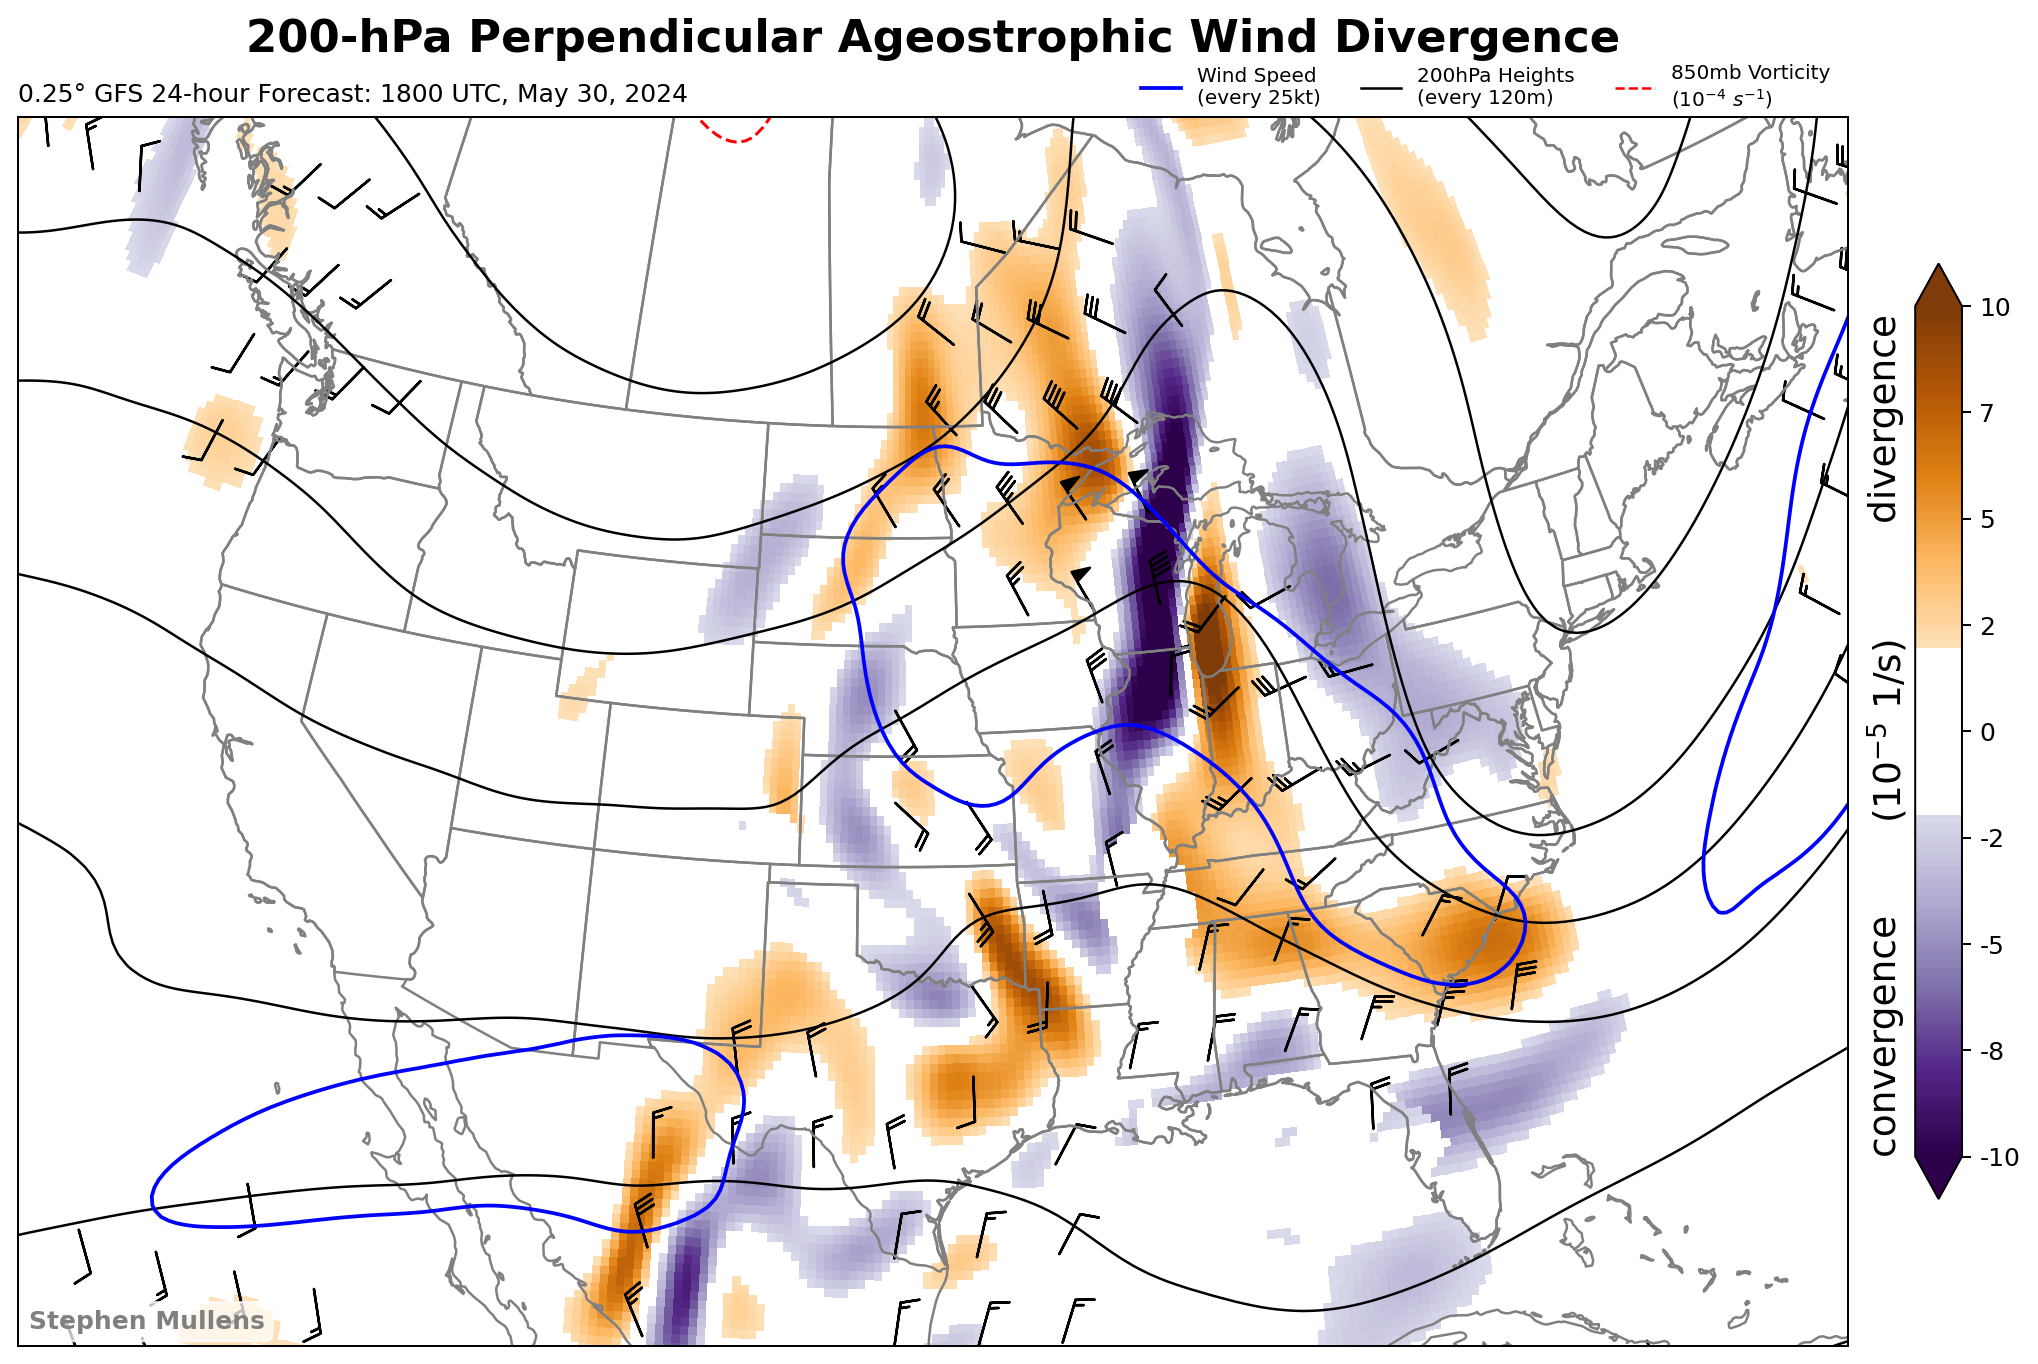 200-hPa Perpendicular Ageostrophic Wind Divergence
0.25° GFS 24-hour Forecast: 1800 UTC, May 30, 2024
Wind Speed
(every 25kt)
200hPa Heights
(every 120m)
850mb Vorticity
(10⁻⁴ s⁻¹)
10
7
5
2
0
-2
-5
-8
-10
convergence (10⁻⁵ 1/s) divergence
Stephen Mullens